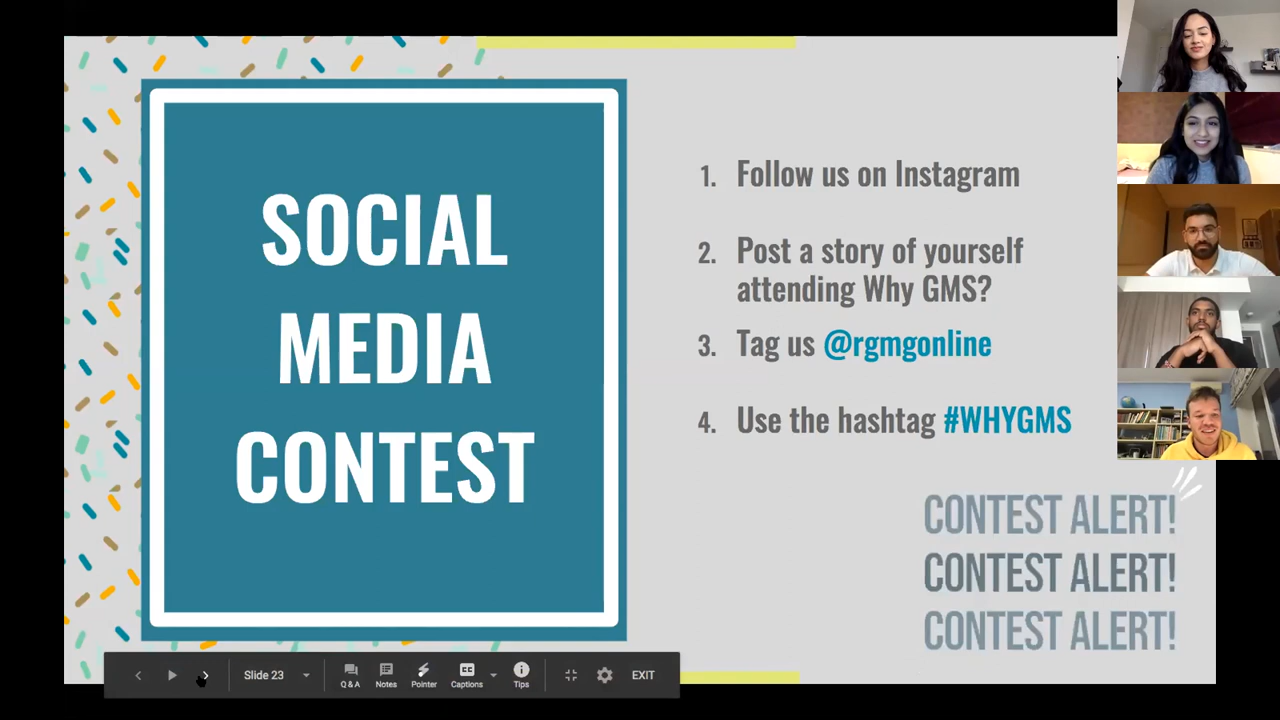 SOCIAL
MEDIA
CONTEST
1. Follow us on Instagram
2. Post a story of yourself
attending Why GMS?
3. Tag us @rgmgonline
4. Use the hashtag #WHYGMS
CONTEST ALERT!
CONTEST ALERT!
CONTEST ALERT!
Slide 23
Q & A
Notes
Pointer
CC
Captions
Tips
EXIT